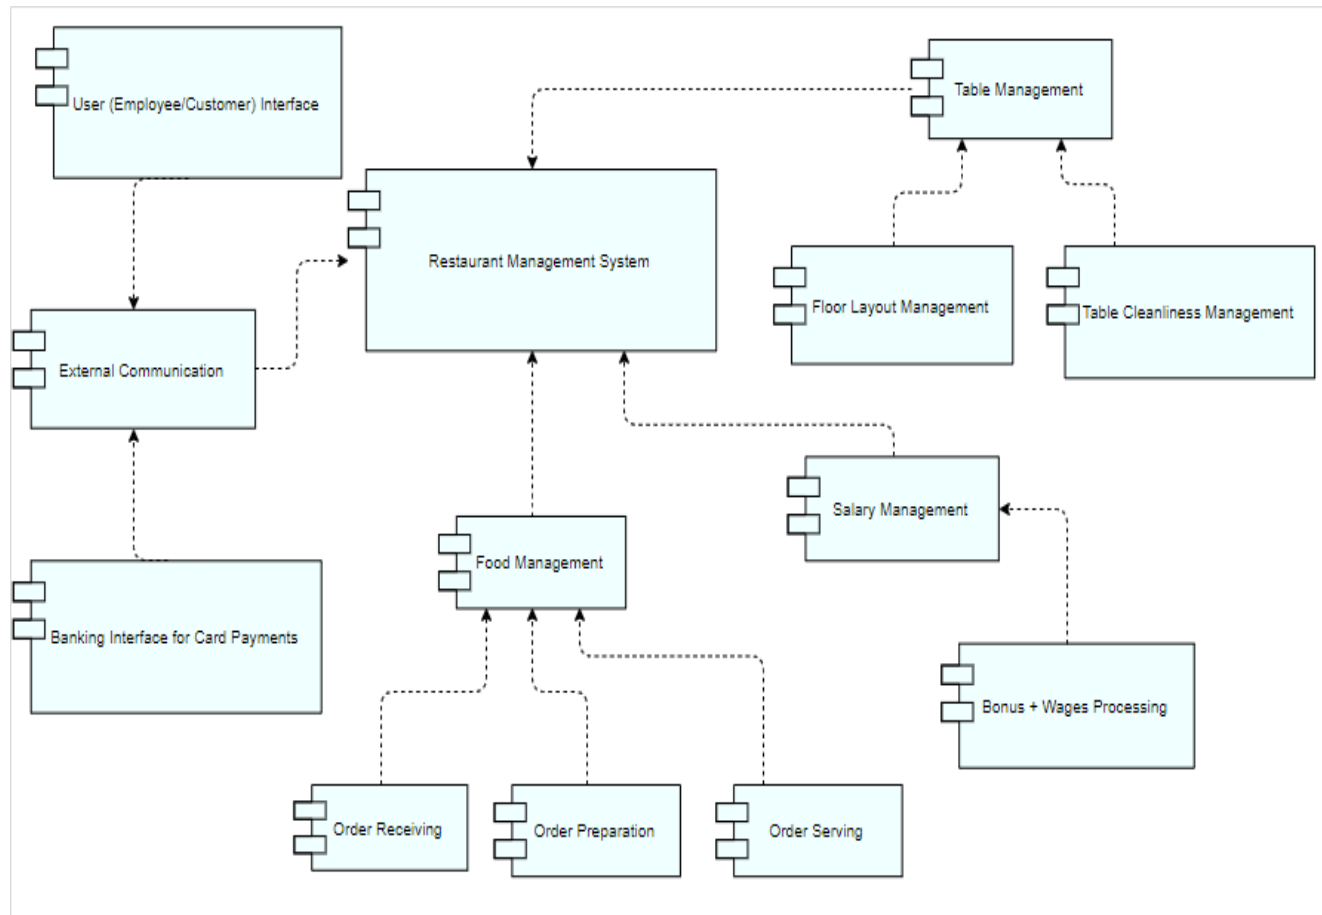 User (Employee/Customer) Interface
Table Management
Restaurant Management System
Floor Layout Management
Table Cleanliness Management
External Communication
Salary Management
Food Management
Banking Interface for Card Payments
Bonus + Wages Processing
Order Receiving
Order Preparation
Order Serving